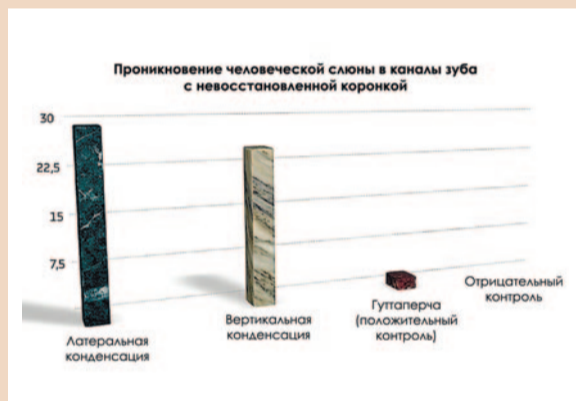 Проникновение человеческой слюны в каналы зуба
с невосстановленной коронкой
30
22,5
15
7,5
Латеральная
конденсация
Вертикальная
конденсация
Гуттаперча
(положительный
контроль)
Отрицательный
контроль